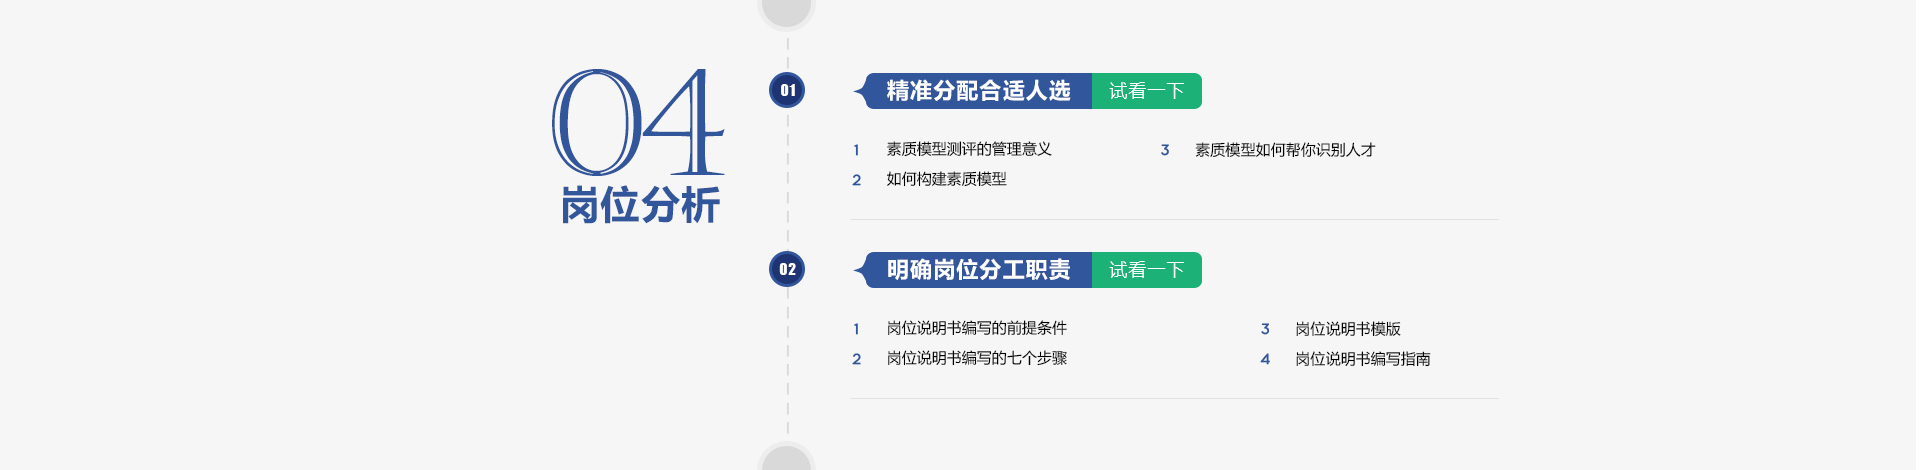 04
岗位分析
01
精准分配合适人选 试看一下
1 素质模型测评的管理意义
2 如何构建素质模型
3 素质模型如何帮你识别人才
02
明确岗位分工职责 试看一下
1 岗位说明书编写的前提条件
2 岗位说明书编写的七个步骤
3 岗位说明书模版
4 岗位说明书编写指南